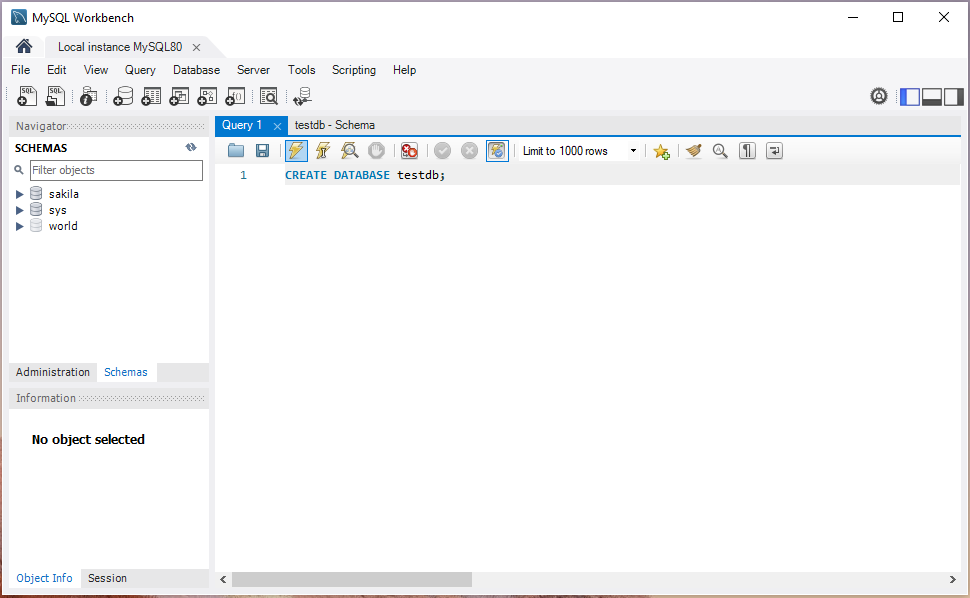 MySQL Workbench
Local instance MySQL80
File Edit View Query Database Server Tools Scripting Help
SQL SQL
Navigator
SCHEMAS
Filter objects
sakila
sys
world
Administration Schemas
Information
No object selected
Object Info Session
Query 1 testdb - Schema
Limit to 1000 rows
1 CREATE DATABASE testdb;